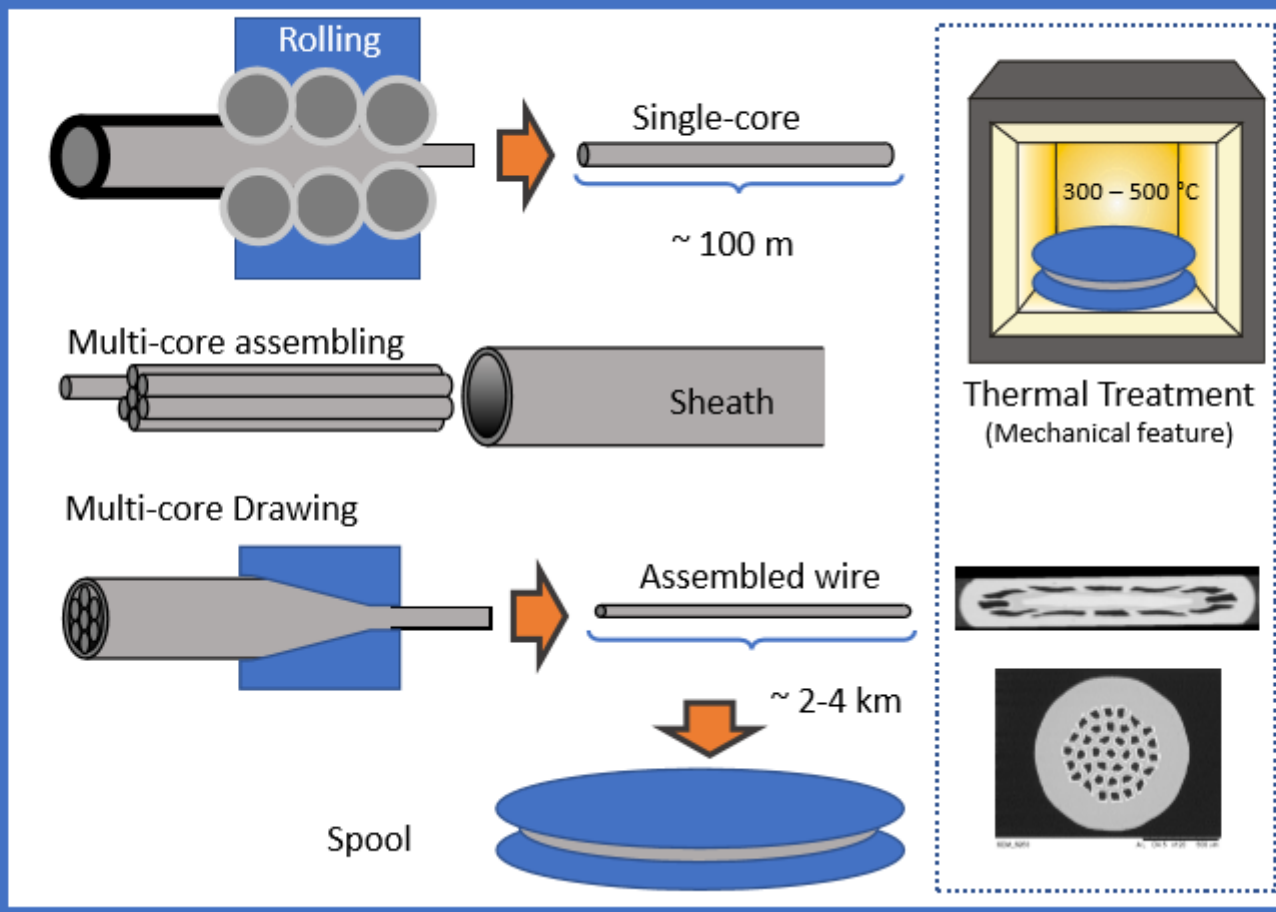 Rolling
Single-core
~ 100 m
Multi-core assembling
Sheath
Multi-core Drawing
Assembled wire
~ 2-4 km
Spool
300 – 500 °C
Thermal Treatment
(Mechanical feature)